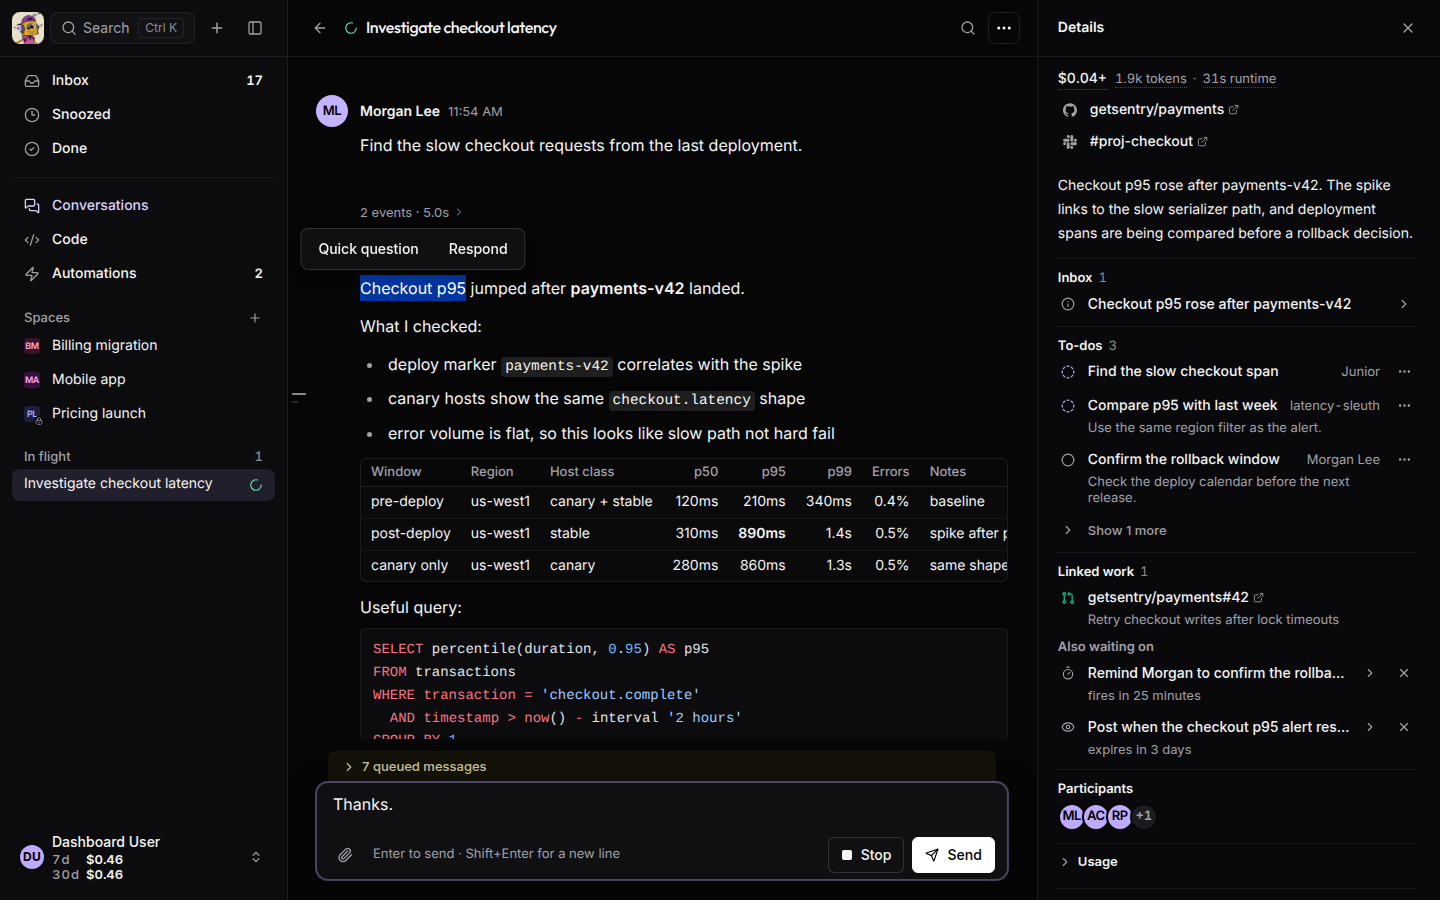 Search Ctrl K
Inbox 17
Snoozed
Done
Conversations
Code
Automations 2
Spaces
BM Billing migration
MA Mobile app
PL Pricing launch
In flight 1
Investigate checkout latency
DU Dashboard User
7d $0.46
30d $0.46
Investigate checkout latency
ML Morgan Lee 11:54 AM
Find the slow checkout requests from the last deployment.
2 events · 5.0s
Quick question Respond
Checkout p95 jumped after payments-v42 landed.
What I checked:
deploy marker payments-v42 correlates with the spike
canary hosts show the same checkout.latency shape
error volume is flat, so this looks like slow path not hard fail
Window Region Host class p50 p95 p99 Errors Notes
pre-deploy us-west1 canary + stable 120ms 210ms 340ms 0.4% baseline
post-deploy us-west1 stable 310ms 890ms 1.4s 0.5% spike after
canary only us-west1 canary 280ms 860ms 1.3s 0.5% same shape
Useful query:
SELECT percentile(duration, 0.95) AS p95
FROM transactions
WHERE transaction = 'checkout.complete'
AND timestamp > now() - interval '2 hours'
GROUP BY 1
7 queued messages
Thanks.
Enter to send · Shift+Enter for a new line
Stop Send
Details
$0.04+ 1.9k tokens · 31s runtime
getsentry/payments
#proj-checkout
Checkout p95 rose after payments-v42. The spike
links to the slow serializer path, and deployment
spans are being compared before a rollback decision.
Inbox 1
Checkout p95 rose after payments-v42
To-dos 3
Find the slow checkout span Junior
Compare p95 with last week latency-sleuth
Use the same region filter as the alert.
Confirm the rollback window Morgan Lee
Check the deploy calendar before the next
release.
Show 1 more
Linked work 1
getsentry/payments#42
Retry checkout writes after lock timeouts
Also waiting on
Remind Morgan to confirm the rollba...
fires in 25 minutes
Post when the checkout p95 alert res...
expires in 3 days
Participants
ML AC RP +1
Usage